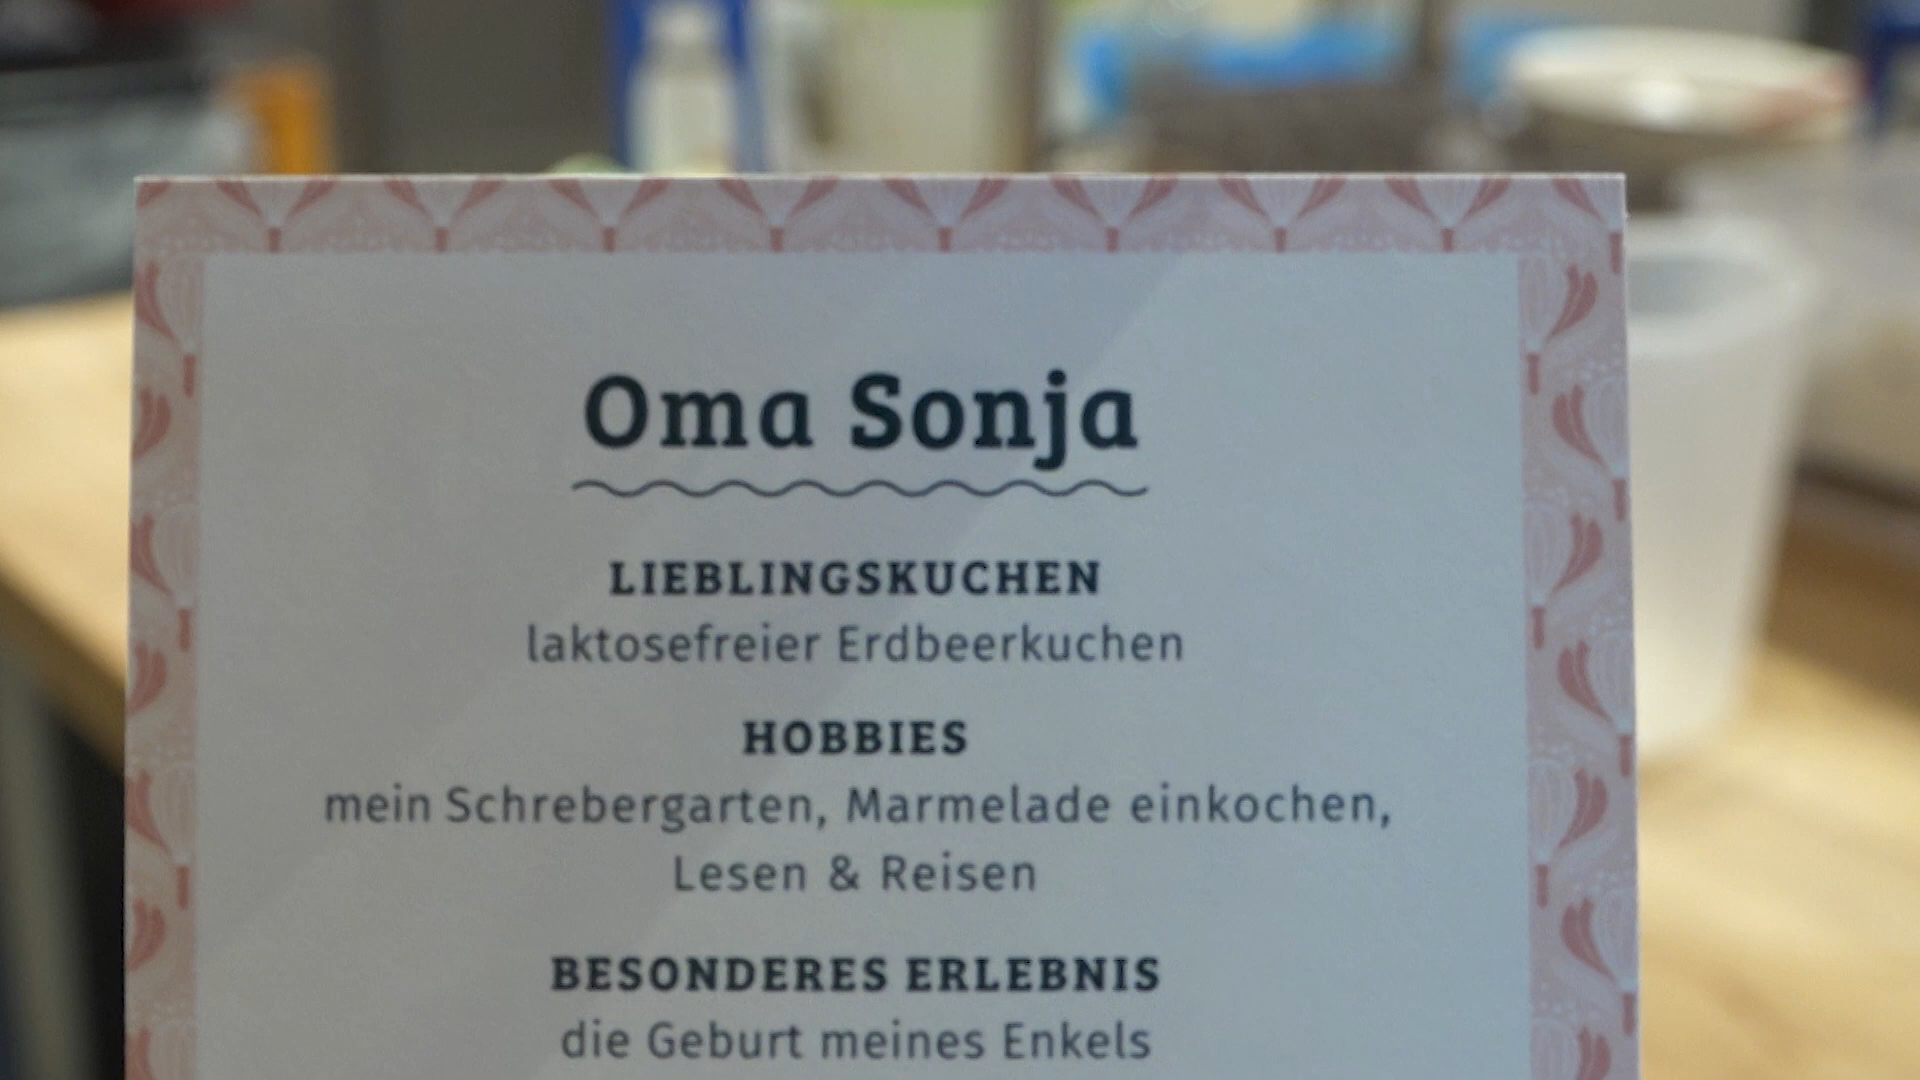 Oma Sonja
LIEBLINGSKUCHEN
laktosefreier Erdbeerkuchen
HOBBIES
mein Schrebergarten, Marmelade einkochen,
Lesen & Reisen
BESONDERES ERLEBNIS
die Geburt meines Enkels